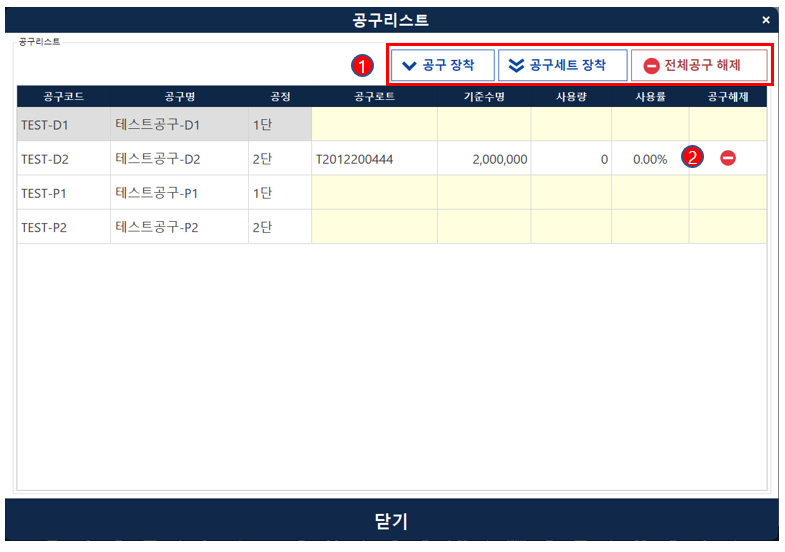 공구리스트 ×
공구리스트
1 공구 장착 공구세트 장착 전체공구 해제
공구코드 공구명 공정 공구로트 기준수명 사용량 사용률 공구해제
TEST-D1 테스트공구-D1 1단
TEST-D2 테스트공구-D2 2단 T2012200444 2,000,000 0 0.00% 2
TEST-P1 테스트공구-P1 1단
TEST-P2 테스트공구-P2 2단
닫기